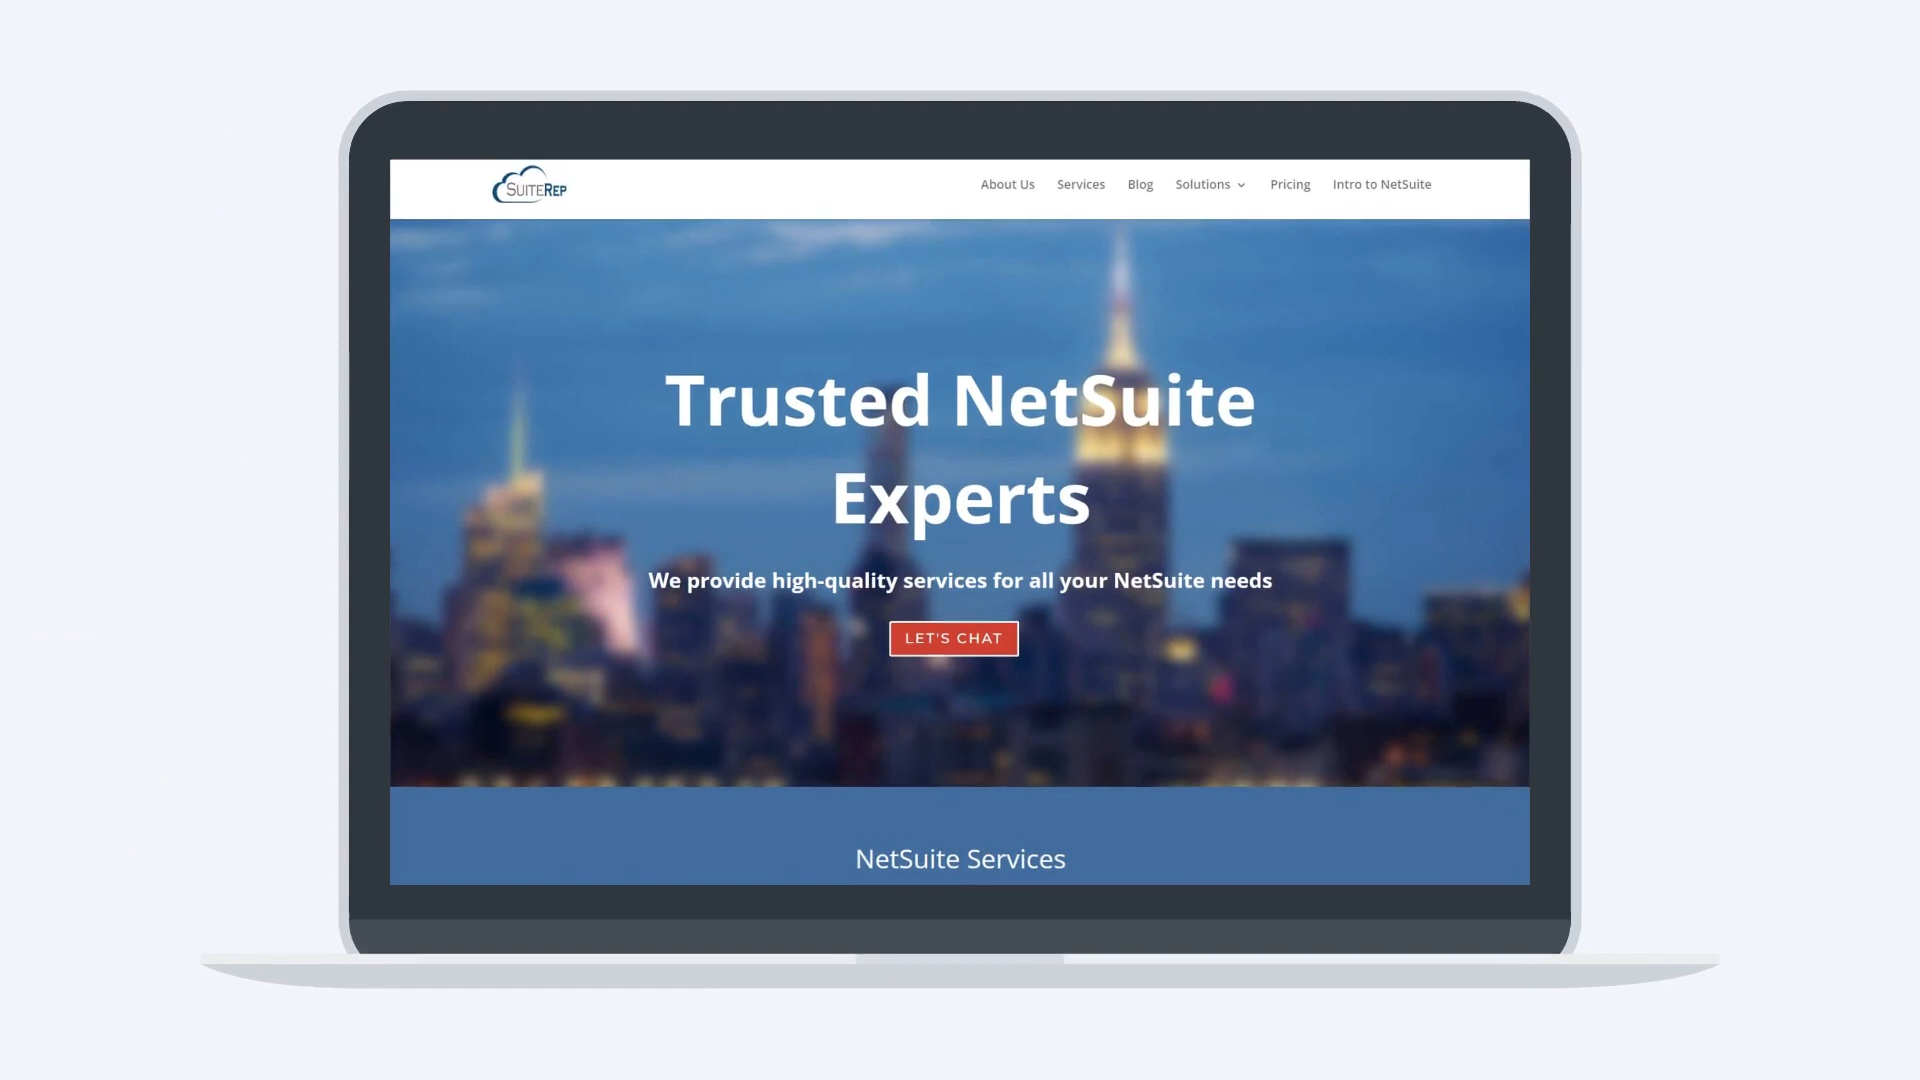 SUITEREP
About Us Services Blog Solutions Pricing Intro to NetSuite
Trusted NetSuite
Experts
We provide high-quality services for all your NetSuite needs
LET'S CHAT
NetSuite Services